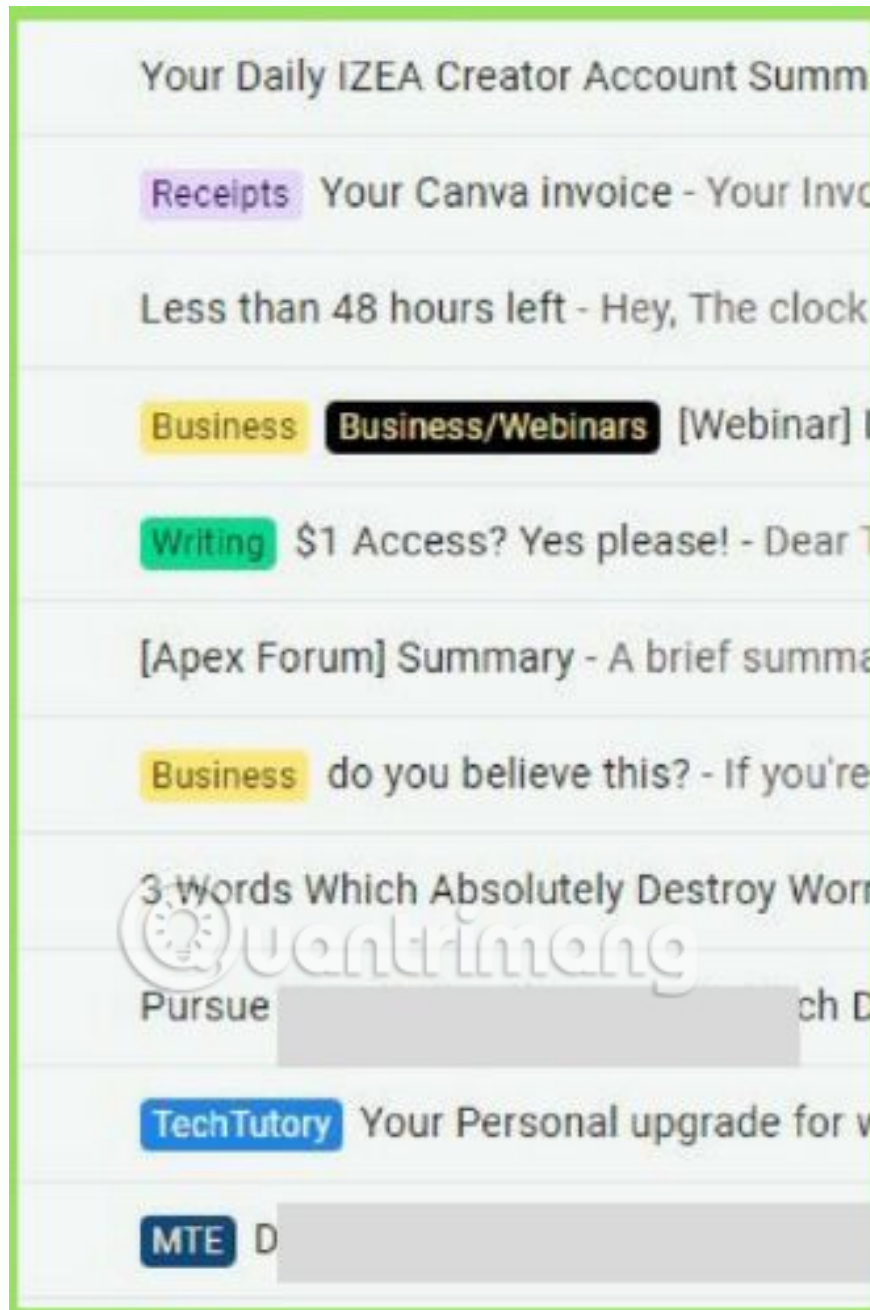 Your Daily IZEA Creator Account Summ
Receipts Your Canva invoice - Your Invo
Less than 48 hours left - Hey, The clock
Business Business/Webinars [Webinar]
Writing $1 Access? Yes please! - Dear
[Apex Forum] Summary - A brief summa
Business do you believe this? - If you're
3 Words Which Absolutely Destroy Worr
Quantrimang
Pursue ch D
TechTutory Your Personal upgrade for w
MTE D